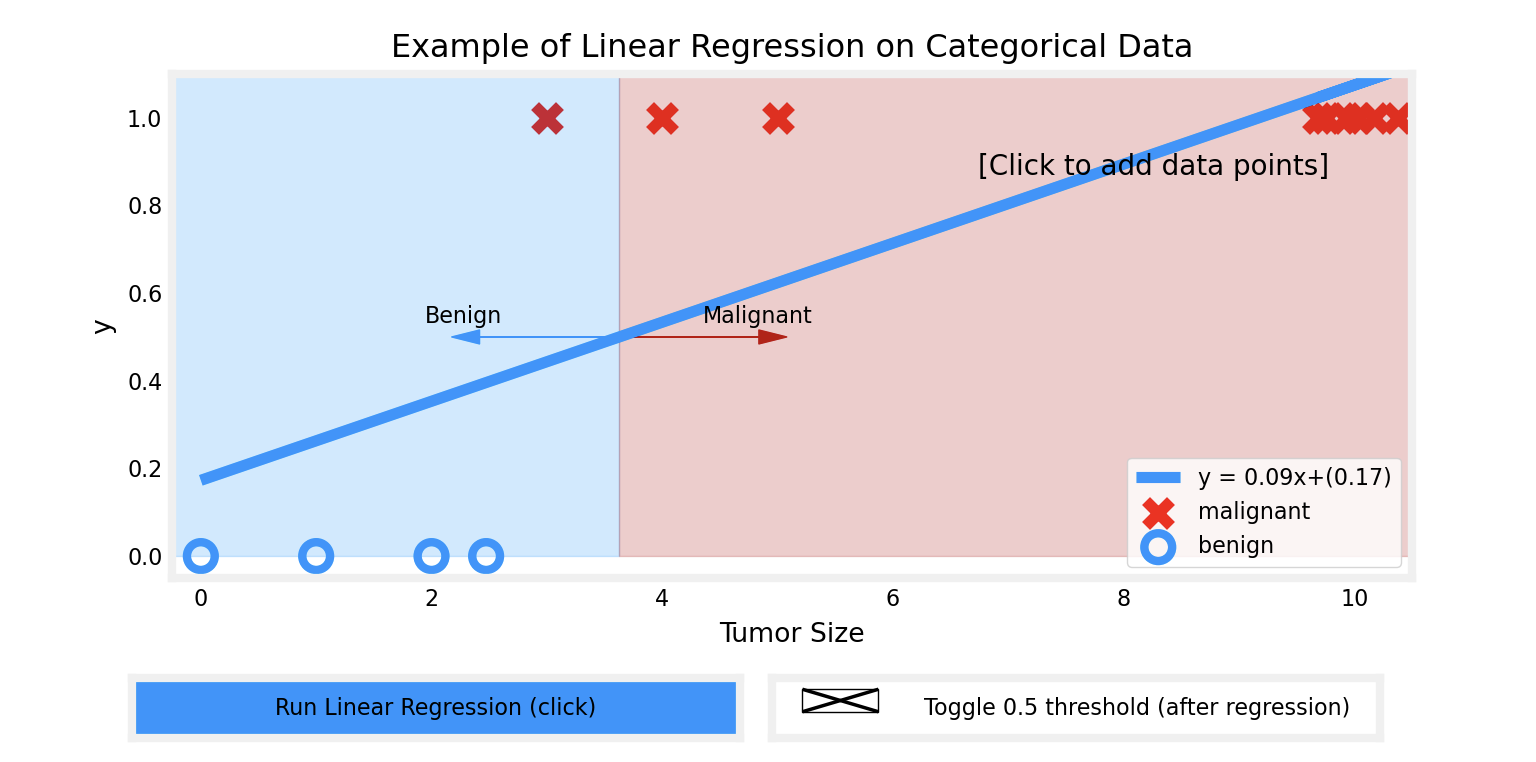 Example of Linear Regression on Categorical Data
y
1.0
0.8
0.6
0.4
0.2
0.0
[Click to add data points]
Benign
Malignant
y = 0.09x+(0.17)
malignant
benign
0 2 4 6 8 10
Tumor Size
Run Linear Regression (click)
Toggle 0.5 threshold (after regression)